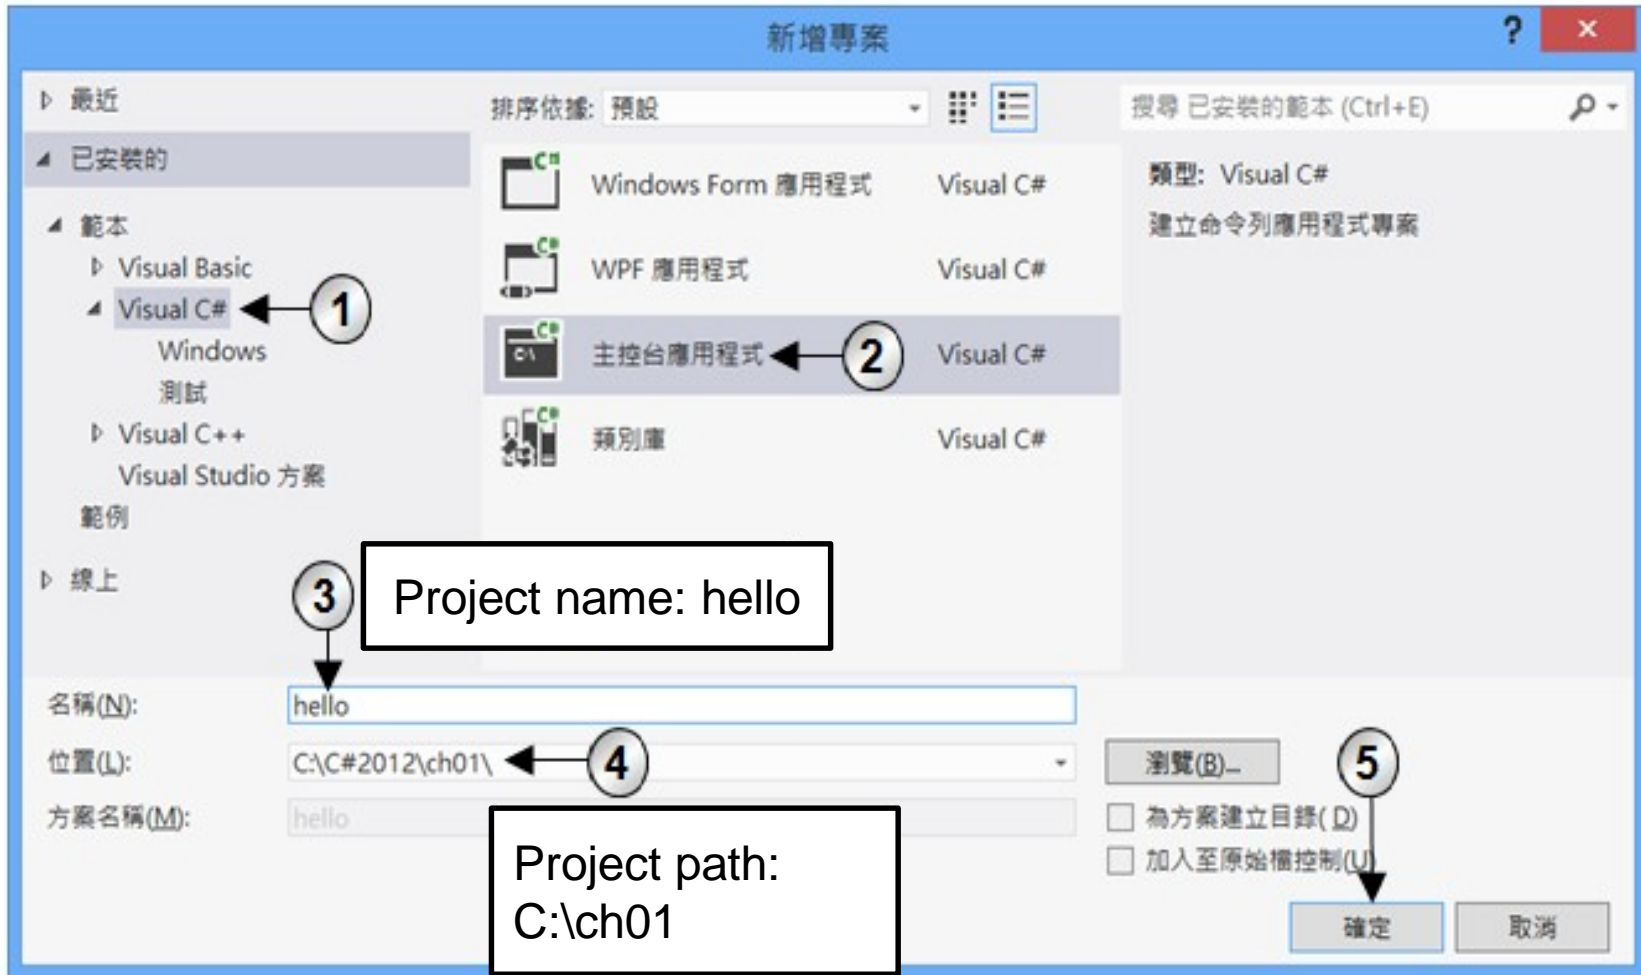 新增專案
?
最近
已安裝的
範本
Visual Basic
Visual C#
1
Windows
測試
Visual C++
Visual Studio 方案
範例
線上
排序依據: 預設
Windows Form 應用程式 Visual C#
WPF 應用程式 Visual C#
主控台應用程式 2 Visual C#
類別庫 Visual C#
搜尋 已安裝的範本 (Ctrl+E)
類型: Visual C#
建立命令列應用程式專案
3
Project name: hello
名稱(N): hello
位置(L): C:\C#2012\ch01\ 4 瀏覽(B)... 5
方案名稱(M): hello
為方案建立目錄( D)
加入至原始檔控制(U)
Project path:
C:\ch01
確定 取消